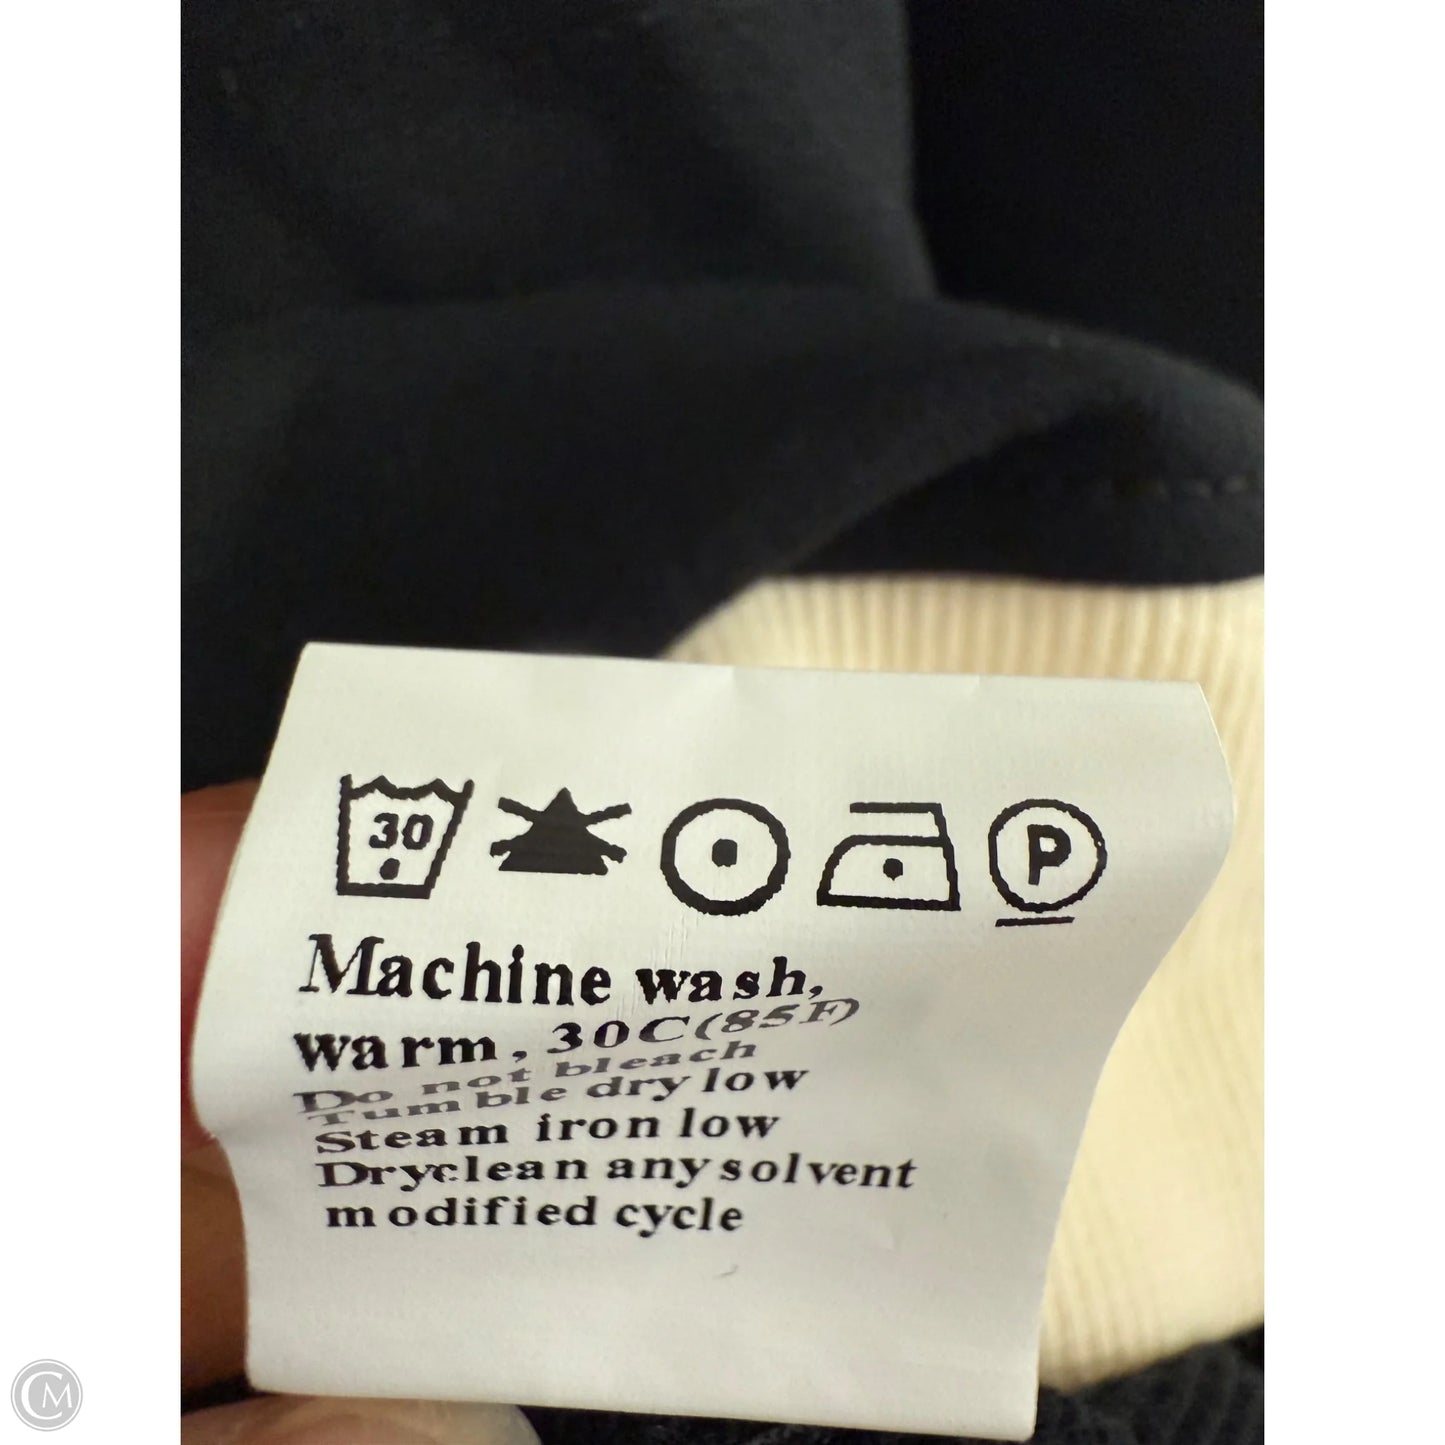 30
P
Machine wash,
warm, 30C(85F)
Do not bleach
Tumble dry low
Steam iron low
Dryclean any solvent
modified cycle
CM